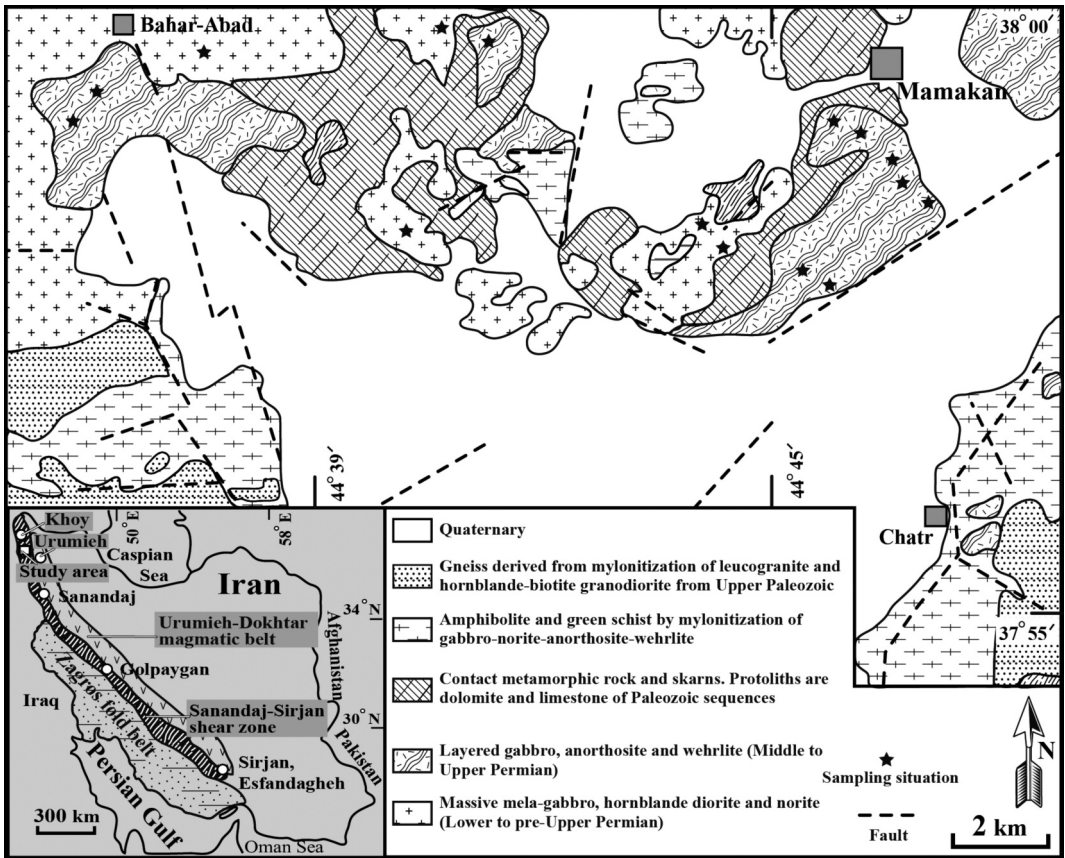 Bahar-Abad
38° 00′
Mamakan
44° 39′
44° 45′
Chatr
37° 55′
Khoy
Urumieh
Study area
Sanandaj
50° E
58° E
Caspian
Sea
Iran
34° N
Urumieh-Dokhtar
magmatic belt
Afghanistan
Golpaygan
Zagros fold belt
Iraq
Sanandaj-Sirjan
shear zone
30° N
Pakistan
Sirjan,
Esfandagheh
Persian Gulf
300 km
Oman Sea
Quaternary
Gneiss derived from mylonitization of leucogranite and
hornblande-biotite granodiorite from Upper Paleozoic
Amphibolite and green schist by mylonitization of
gabbro-norite-anorthosite-wehrlite
Contact metamorphic rock and skarns. Protoliths are
dolomite and limestone of Paleozoic sequences
Layered gabbro, anorthosite and wehrlite (Middle to
Upper Permian)
Massive mela-gabbro, hornblande diorite and norite
(Lower to pre-Upper Permian)
Sampling situation
Fault
N
2 km